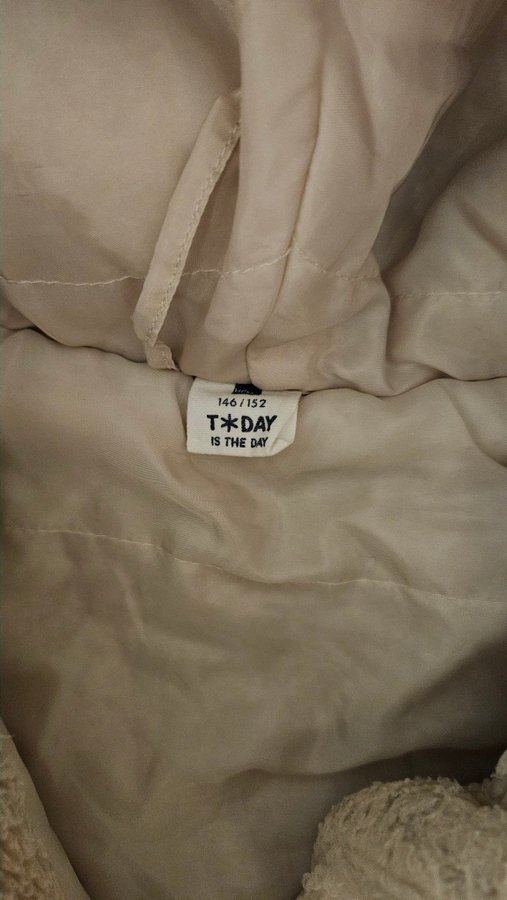 146/152
T*DAY
IS THE DAY